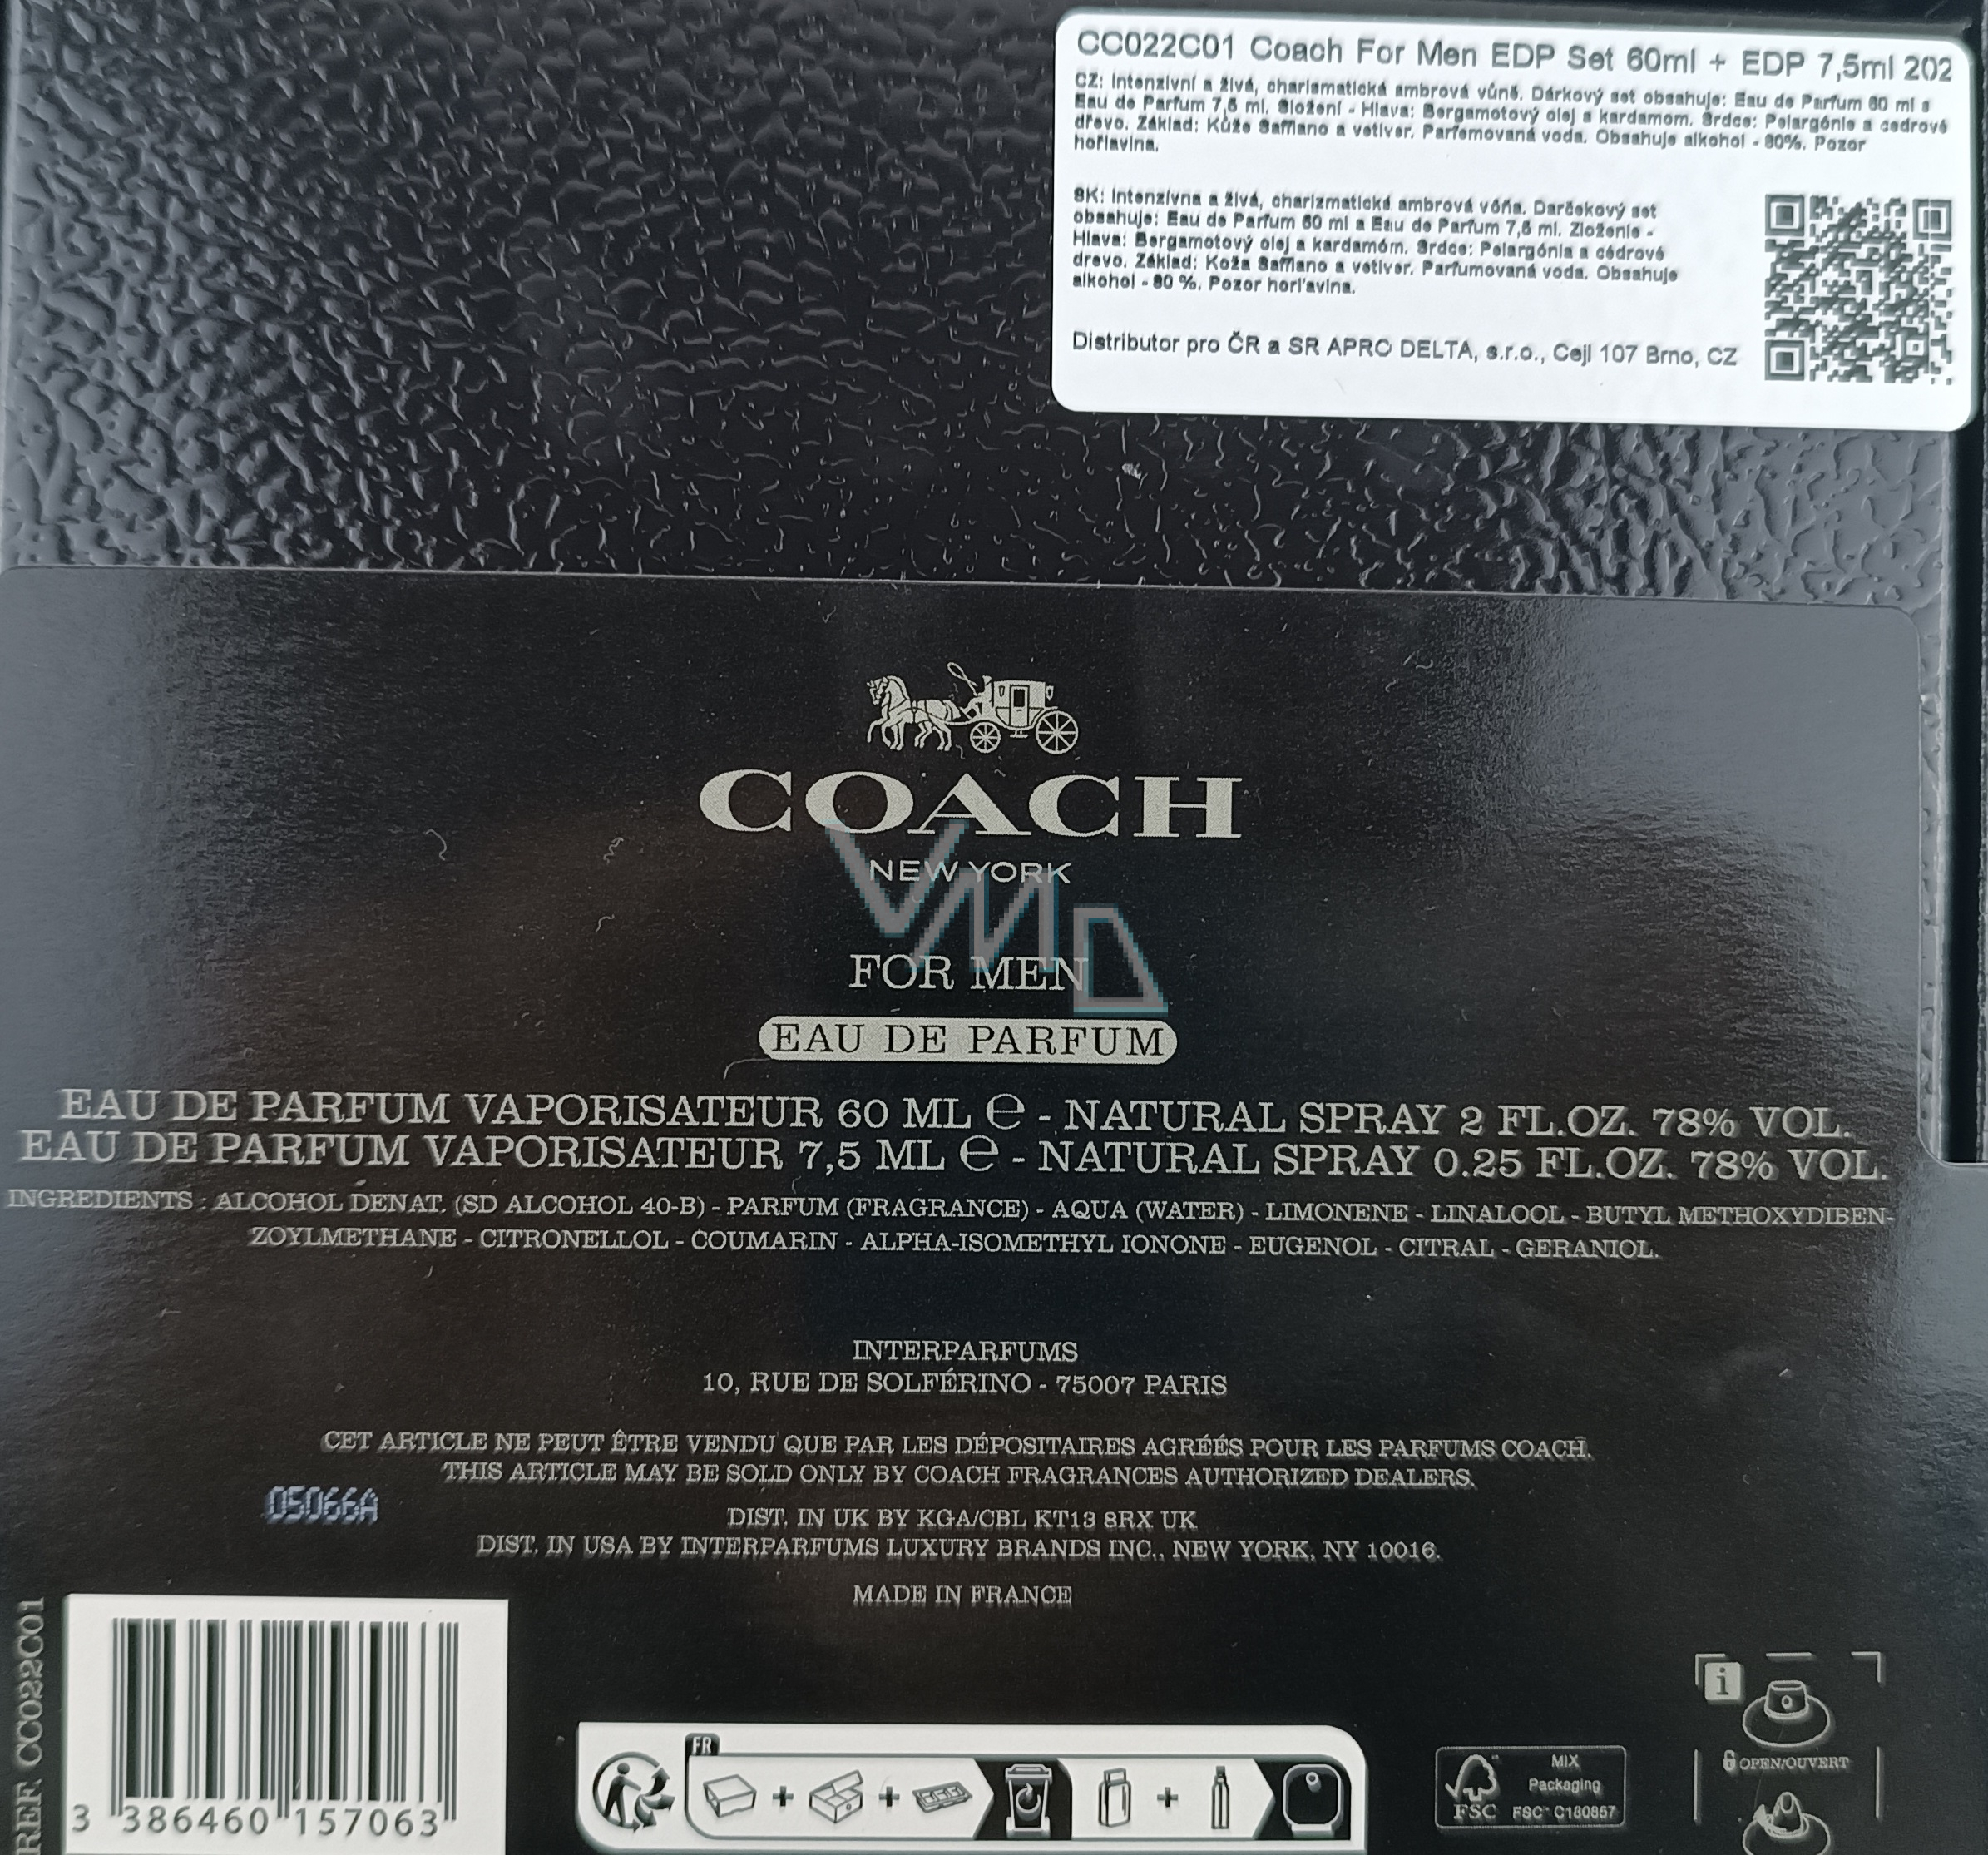 CC022C01 Coach For Men EDP Set 60ml + EDP 7,5ml 202
CZ: Intenzivní a živá, charismatická ambrová vůně. Dárkový set obsahuje: Eau de Parfum 60 ml a
Eau de Parfum 7,5 ml. Složení - Hlava: Bergamotový olej a kardamom. Srdce: Pelargónie a cedrové
dřevo. Základ: Kůže Saffiano a vetiver. Parfemovaná voda. Obsahuje alkohol - 80%. Pozor
hořlavina.
SK: Intenzívna a živá, charizmatická ambrová vôňa. Darčekový set
obsahuje: Eau de Parfum 60 ml a Eau de Parfum 7,5 ml. Zloženie -
Hlava: Bergamotový olej a kardamóm. Srdce: Pelargónia a cédrové
drevo. Základ: Koža Saffiano a vetiver. Parfumovaná voda. Obsahuje
alkohol - 80 %. Pozor horľavina.
Distributor pro ČR a SR APRO DELTA, s.r.o., Cejl 107 Brno, CZ
COACH
NEW YORK
VMD
FOR MEN
EAU DE PARFUM
EAU DE PARFUM VAPORISATEUR 60 ML ℮ - NATURAL SPRAY 2 FL.OZ. 78% VOL.
EAU DE PARFUM VAPORISATEUR 7,5 ML ℮ - NATURAL SPRAY 0.25 FL.OZ. 78% VOL.
INGREDIENTS : ALCOHOL DENAT. (SD ALCOHOL 40-B) - PARFUM (FRAGRANCE) - AQUA (WATER) - LIMONENE - LINALOOL - BUTYL METHOXYDIBEN-
ZOYLMETHANE - CITRONELLOL - COUMARIN - ALPHA-ISOMETHYL IONONE - EUGENOL - CITRAL - GERANIOL.
INTERPARFUMS
10, RUE DE SOLFÉRINO - 75007 PARIS
CET ARTICLE NE PEUT ÊTRE VENDU QUE PAR LES DÉPOSITAIRES AGRÉÉS POUR LES PARFUMS COACH.
THIS ARTICLE MAY BE SOLD ONLY BY COACH FRAGRANCES AUTHORIZED DEALERS.
05066A
DIST. IN UK BY KGA/CBL KT13 8RX UK
DIST. IN USA BY INTERPARFUMS LUXURY BRANDS INC., NEW YORK, NY 10016.
MADE IN FRANCE
REF. CC022C01
3 386460 157063
FR
FSC
MIX
Packaging
FSC™ C180857
i
OPEN/OUVERT